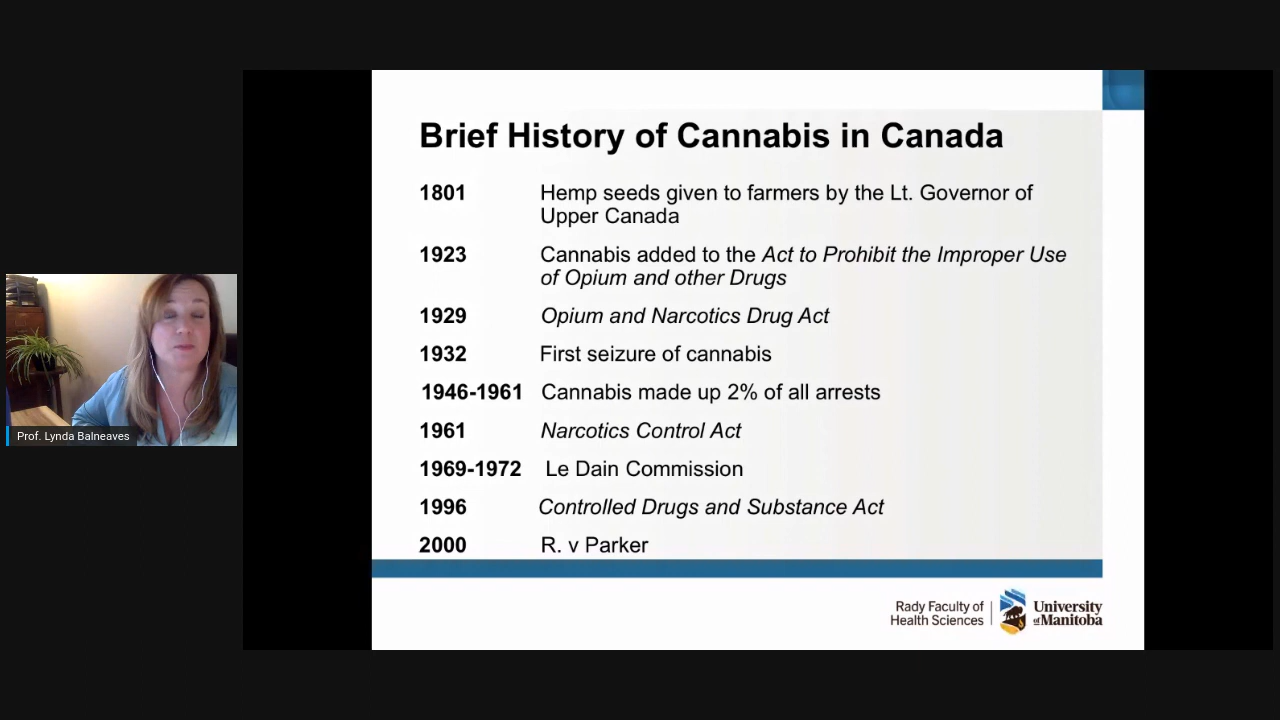 Brief History of Cannabis in Canada
1801 Hemp seeds given to farmers by the Lt. Governor of
Upper Canada
1923 Cannabis added to the Act to Prohibit the Improper Use
of Opium and other Drugs
1929 Opium and Narcotics Drug Act
1932 First seizure of cannabis
1946-1961 Cannabis made up 2% of all arrests
1961 Narcotics Control Act
1969-1972 Le Dain Commission
1996 Controlled Drugs and Substance Act
2000 R. v Parker
Prof. Lynda Balneaves
Rady Faculty of
Health Sciences
University
of Manitoba